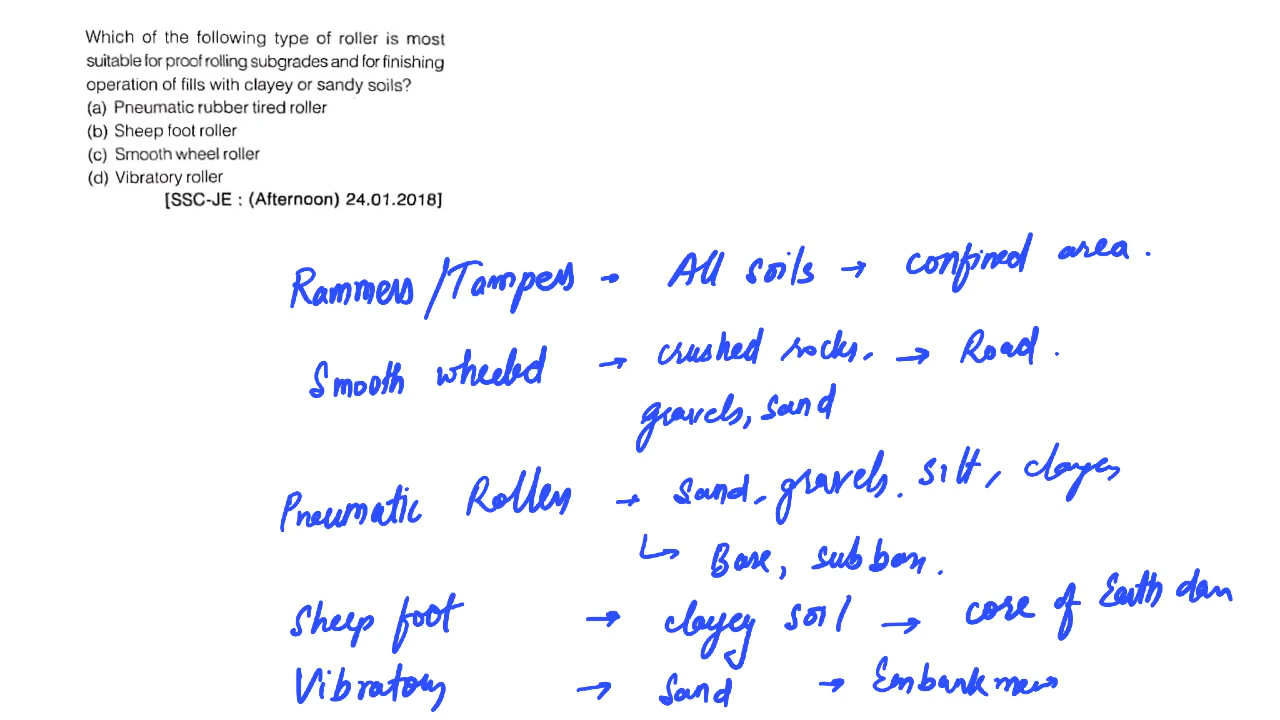 Which of the following type of roller is most
suitable for proof rolling subgrades and for finishing
operation of fills with clayey or sandy soils?
(a) Pneumatic rubber tired roller
(b) Sheep foot roller
(c) Smooth wheel roller
(d) Vibratory roller
[SSC-JE : (Afternoon) 24.01.2018]
Rammers/Tampers → All soils → confined area.
Smooth wheeled → crushed rocks, → Road.
gravels, sand
Pneumatic Rollers → sand, gravels, silt, clayey
↳ Base, subbase.
Sheep foot → clayey soil → core of Earth dam
Vibratory → Sand → Embankment